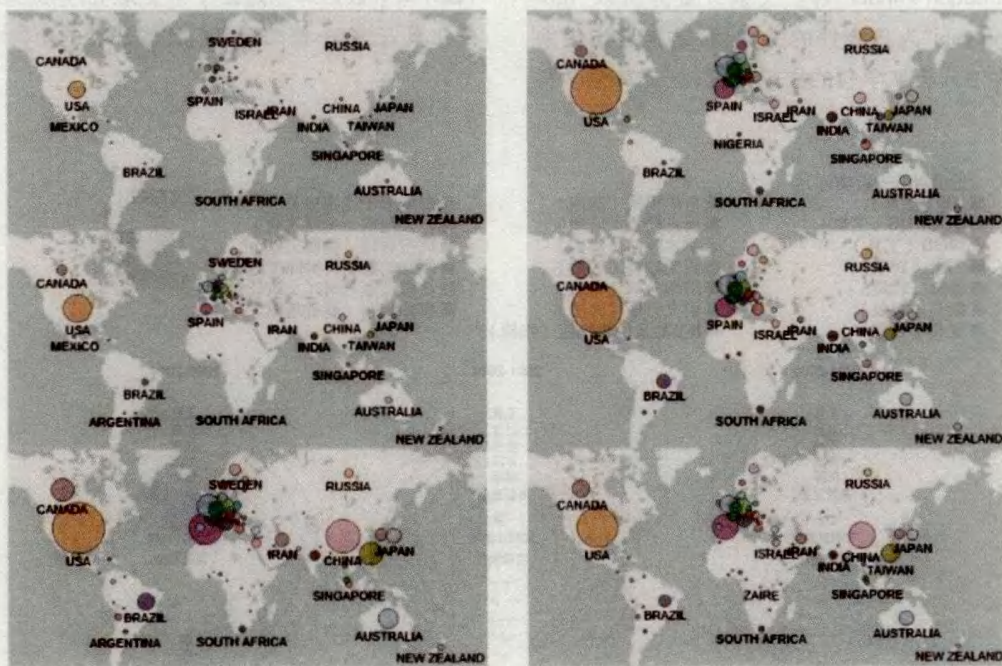 SWEDEN
RUSSIA
CANADA
USA
SPAIN
ISRAEL
IRAN
CHINA
JAPAN
MEXICO
INDIA
TAIWAN
SINGAPORE
BRAZIL
AUSTRALIA
SOUTH AFRICA
NEW ZEALAND
RUSSIA
CANADA
SPAIN
IRAN
CHINA
JAPAN
USA
ISRAEL
INDIA
TAIWAN
NIGERIA
SINGAPORE
BRAZIL
AUSTRALIA
SOUTH AFRICA
NEW ZEALAND
SWEDEN
RUSSIA
CANADA
USA
SPAIN
IRAN
CHINA
JAPAN
MEXICO
INDIA
TAIWAN
SINGAPORE
BRAZIL
AUSTRALIA
ARGENTINA
SOUTH AFRICA
NEW ZEALAND
RUSSIA
CANADA
SPAIN
ISRAEL
IRAN
CHINA
JAPAN
USA
INDIA
BRAZIL
AUSTRALIA
SOUTH AFRICA
SWEDEN
RUSSIA
CANADA
USA
IRAN
CHINA
JAPAN
SINGAPORE
BRAZIL
ARGENTINA
SOUTH AFRICA
AUSTRALIA
NEW ZEALAND
RUSSIA
CANADA
SPAIN
USA
ISRAEL
IRAN
CHINA
JAPAN
INDIA
TAIWAN
SINGAPORE
ZAIRE
BRAZIL
AUSTRALIA
SOUTH AFRICA
NEW ZEALAND